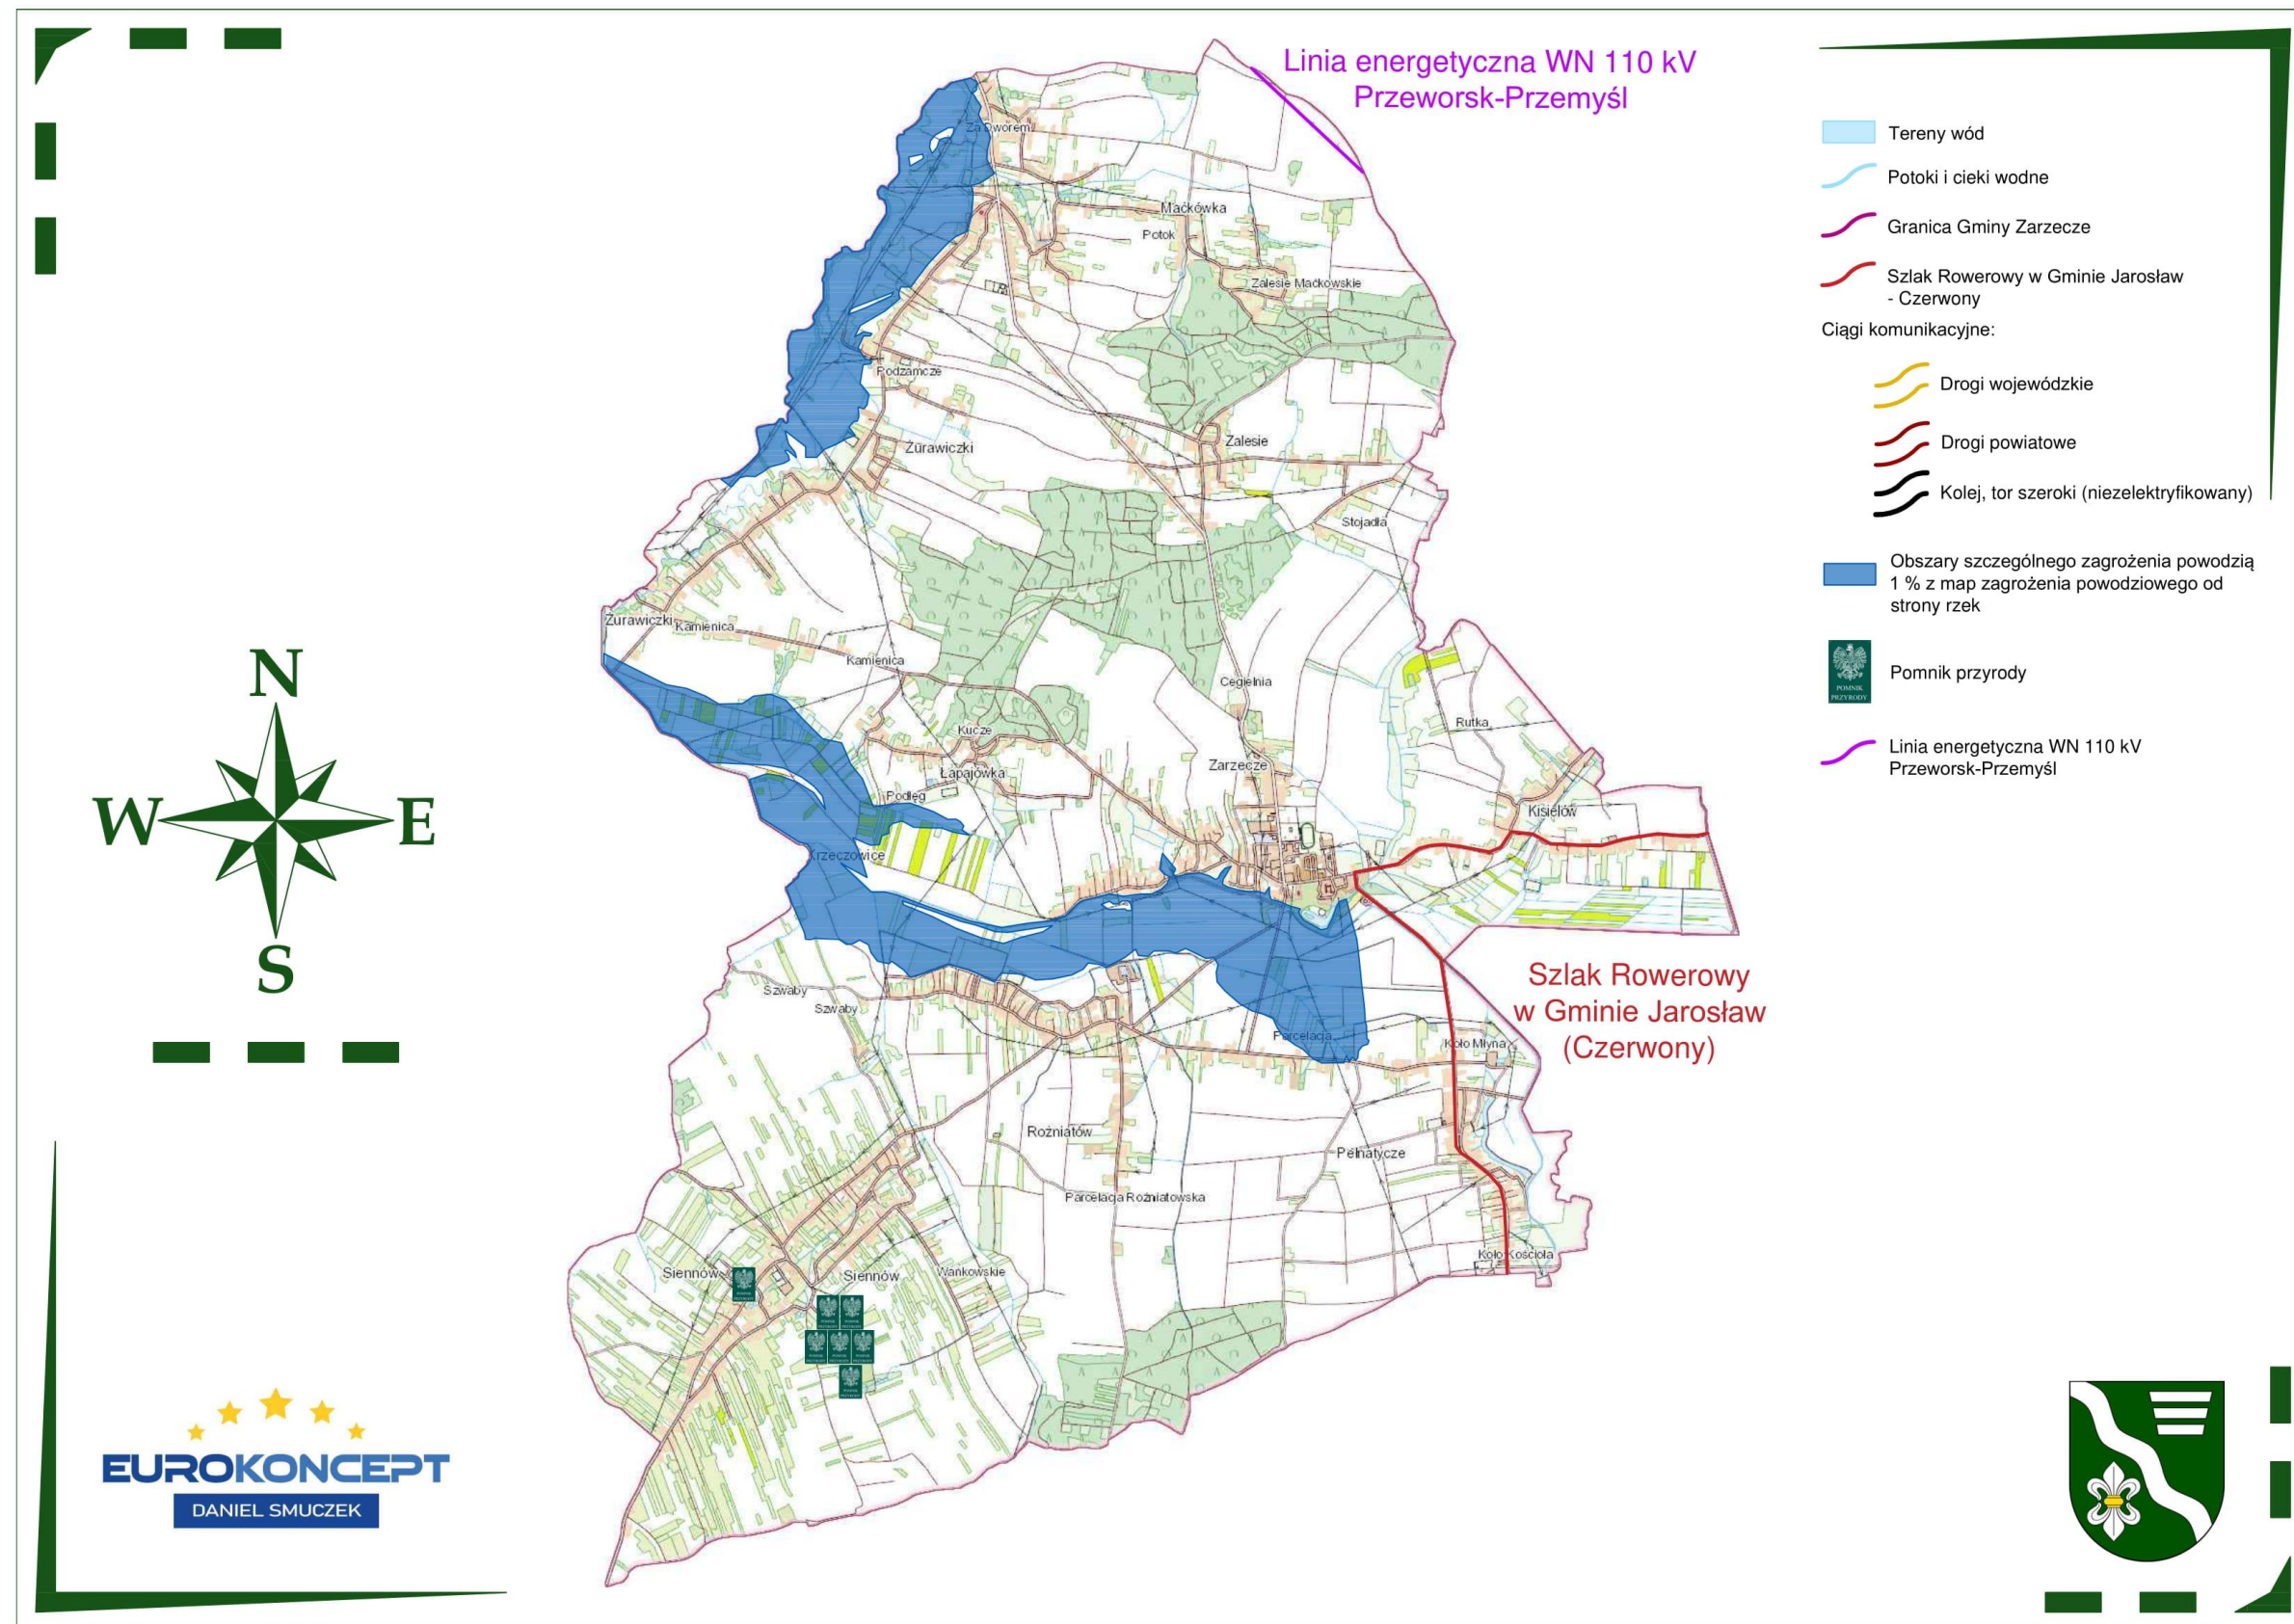 Linia energetyczna WN 110 kV
Przeworsk-Przemyśl
Tereny wód
Potoki i cieki wodne
Granica Gminy Zarzecze
Szlak Rowerowy w Gminie Jarosław
- Czerwony
Ciągi komunikacyjne:
Drogi wojewódzkie
Drogi powiatowe
Kolej, tor szeroki (niezelektryfikowany)
Obszary szczególnego zagrożenia powodzią
1 % z map zagrożenia powodziowego od
strony rzek
POMNIK
PRZYRODY
Pomnik przyrody
Linia energetyczna WN 110 kV
Przeworsk-Przemyśl
Za Dworem
Maćkówka
Potok
Zalesie Maćkowskie
Podzamcze
Żurawiczki
Zalesie
Stojadła
Żurawiczki
Kamienica
Kamienica
Cegielnia
Rutka
Kucze
Zarzecze
Łapajówka
Podłęg
Kisielów
Krzeczowice
Szwaby
Szwaby
Parcelacja
Koło Młyna
Rożniatów
Pełnatycze
Parcelacja Rożniatowska
Koło Kościoła
Siennów
Siennów
Wańkowskie
Szlak Rowerowy
w Gminie Jarosław
(Czerwony)
N
W
E
S
EUROKONCEPT
DANIEL SMUCZEK